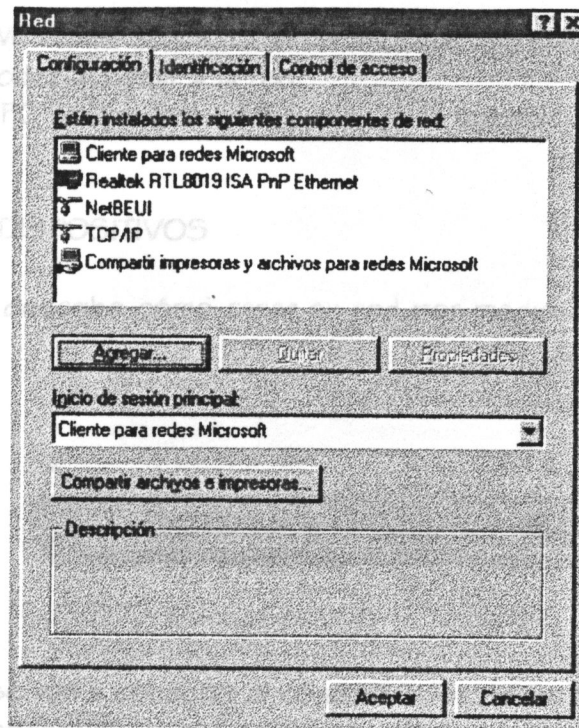 Red
Configuración Identificación Control de acceso
Están instalados los siguientes componentes de red:
Cliente para redes Microsoft
Realtek RTL8019 ISA PnP Ethernet
NetBEUI
TCP/IP
Compartir impresoras y archivos para redes Microsoft
Agregar... Quitar Propiedades
Inicio de sesión principal:
Cliente para redes Microsoft
Compartir archivos e impresoras...
Descripción
Aceptar Cancelar